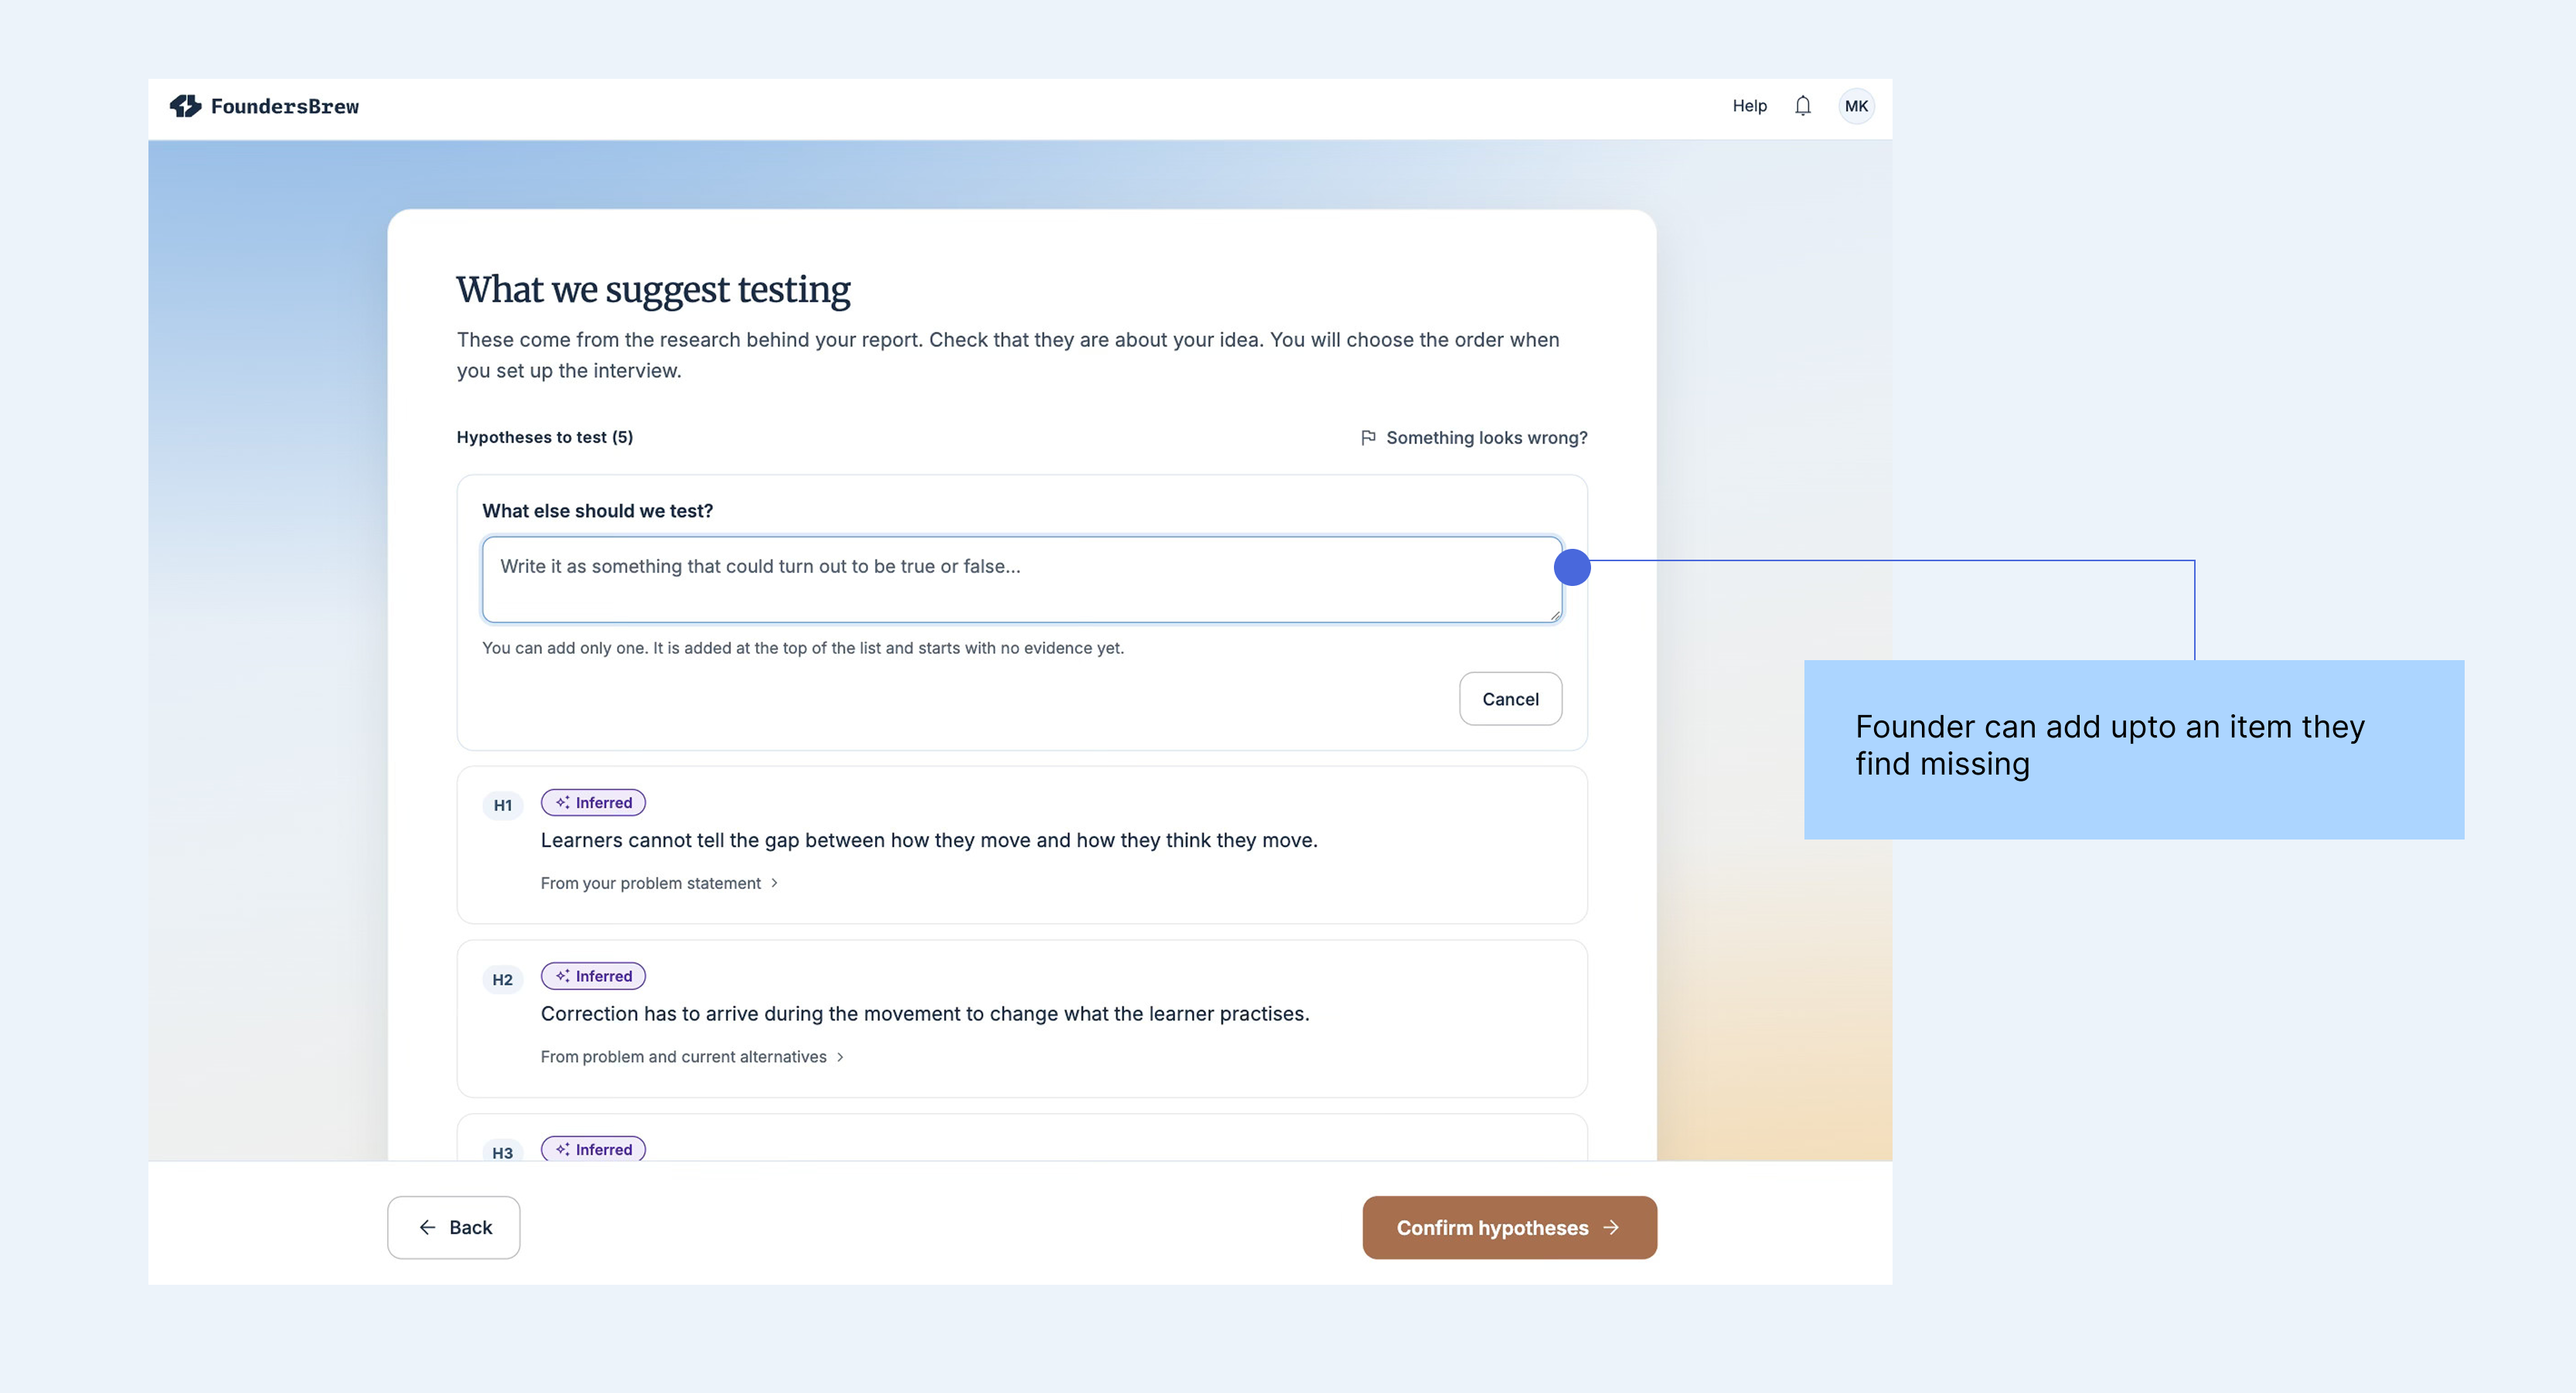 FoundersBrew
Help
MK
What we suggest testing
These come from the research behind your report. Check that they are about your idea. You will choose the order when
you set up the interview.
Hypotheses to test (5)
Something looks wrong?
What else should we test?
Write it as something that could turn out to be true or false...
You can add only one. It is added at the top of the list and starts with no evidence yet.
Cancel
Founder can add upto an item they
find missing
H1
Inferred
Learners cannot tell the gap between how they move and how they think they move.
From your problem statement
H2
Inferred
Correction has to arrive during the movement to change what the learner practises.
From problem and current alternatives
H3
Inferred
Back
Confirm hypotheses